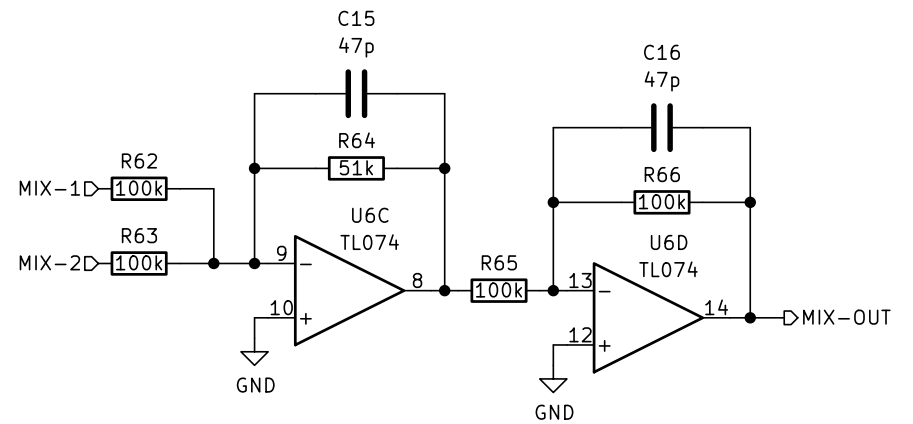 C15
47p
C16
47p
R64
51k
R62
MIX-1
100k
R66
100k
U6C
TL074
R63
MIX-2
100k
9
−
8
10
+
GND
R65
100k
U6D
TL074
13
−
14
12
+
MIX-OUT
GND